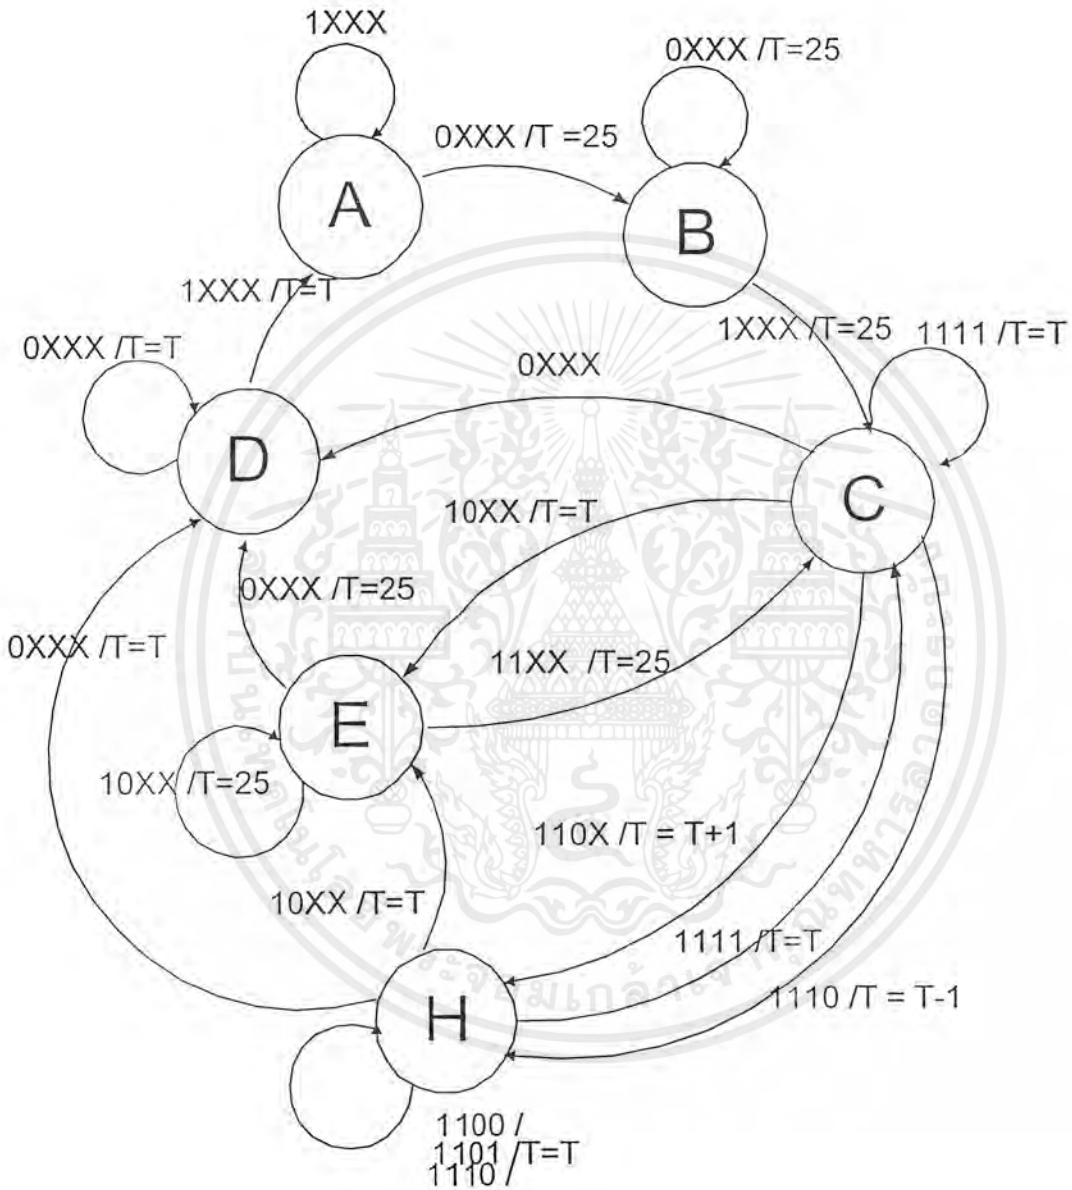 1XXX
0XXX /T=25
0XXX /T =25
A
B
1XXX /T=T
1XXX /T=25
1111 /T=T
0XXX /T=T
0XXX
D
C
10XX /T=T
0XXX /T=25
0XXX /T=T
11XX /T=25
E
10XX /T=25
110X /T = T+1
10XX /T=T
1111 /T=T
1110 /T = T-1
H
1100 /
1101 /T=T
1110 /